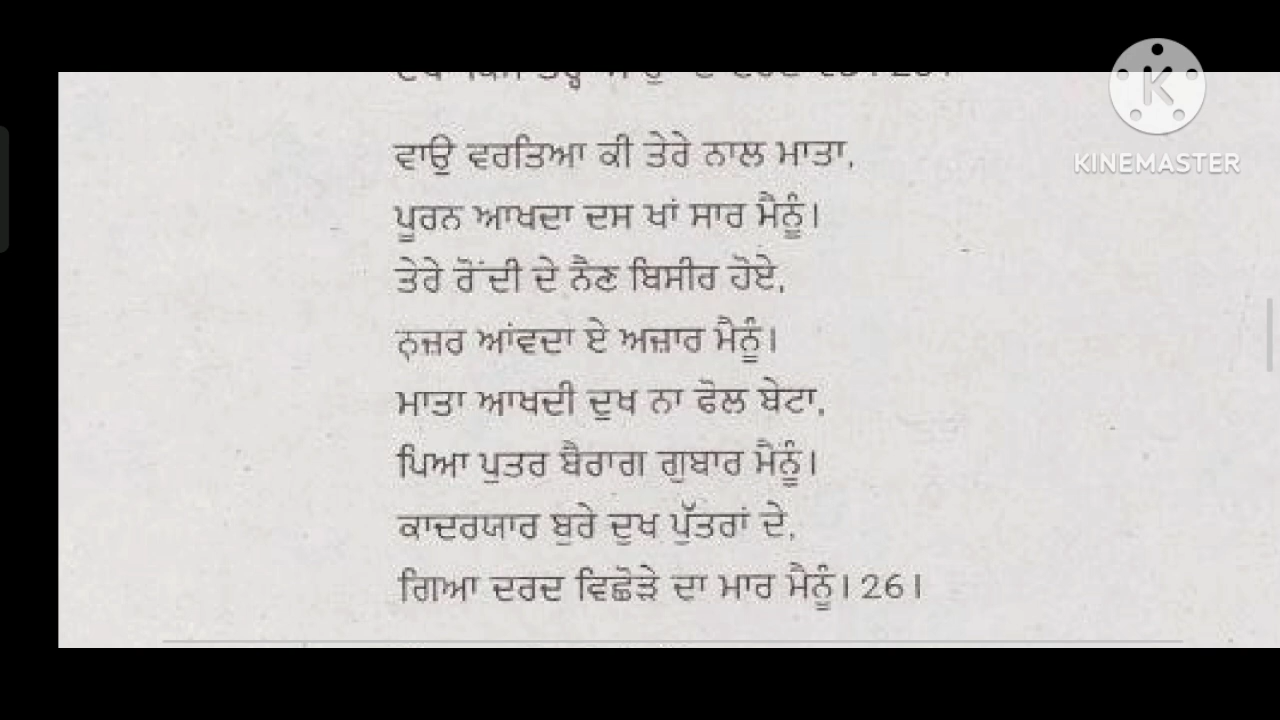 KINEMASTER
ਵਾਉ ਵਰਤਿਆ ਕੀ ਤੇਰੇ ਨਾਲ ਮਾਤਾ,
ਪੂਰਨ ਆਖਦਾ ਦਸ ਖਾਂ ਸਾਰ ਮੈਨੂੰ।
ਤੇਰੇ ਰੋਂਦੀ ਦੇ ਨੈਣ ਬਿਸੀਰ ਹੋਏ,
ਨਜ਼ਰ ਆਂਵਦਾ ਏ ਅਜ਼ਾਰ ਮੈਨੂੰ।
ਮਾਤਾ ਆਖਦੀ ਦੁਖ ਨਾ ਫੋਲ ਬੇਟਾ,
ਪਿਆ ਪੁਤਰ ਬੈਰਾਗ ਗੁਬਾਰ ਮੈਨੂੰ।
ਕਾਦਰਯਾਰ ਬੁਰੇ ਦੁਖ ਪੁੱਤਰਾਂ ਦੇ,
ਗਿਆ ਦਰਦ ਵਿਛੋੜੇ ਦਾ ਮਾਰ ਮੈਨੂੰ। 26।